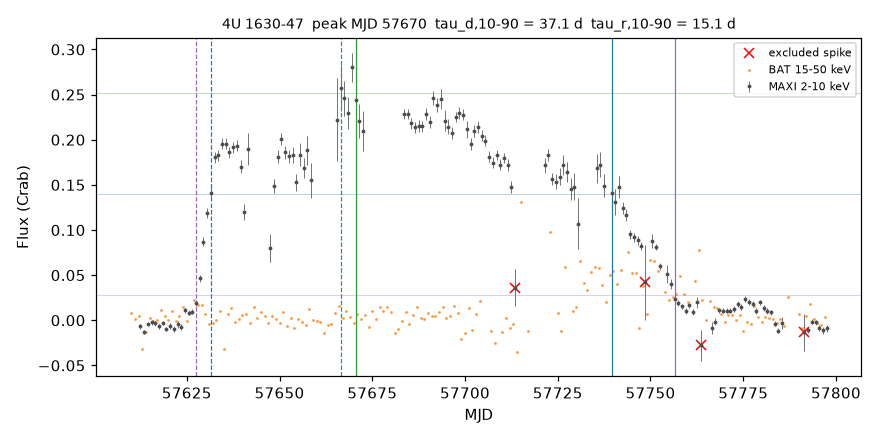 4U 1630-47  peak MJD 57670  tau_d,10-90 = 37.1 d  tau_r,10-90 = 15.1 d
excluded spike
BAT 15-50 keV
MAXI 2-10 keV
Flux (Crab)
0.30
0.25
0.20
0.15
0.10
0.05
0.00
−0.05
57625 57650 57675 57700 57725 57750 57775 57800
MJD